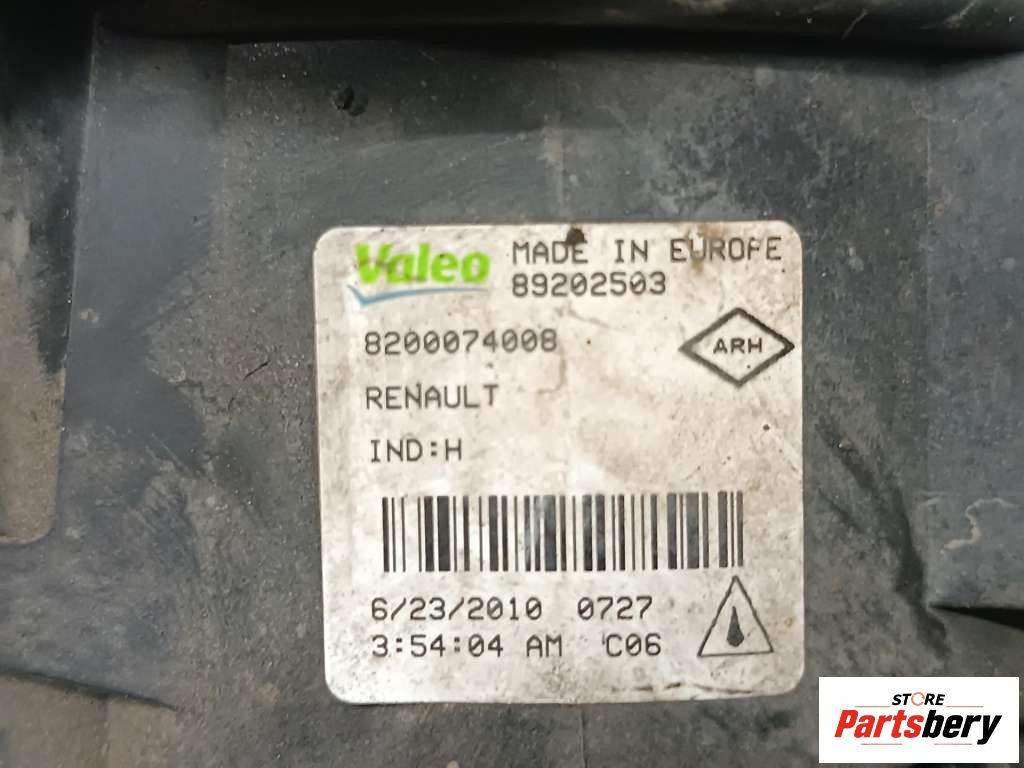 Valeo MADE IN EUROPE
89202503
8200074008
ARH
RENAULT
IND:H
6/23/2010 0727
3:54:04 AM C06
STORE
Partsbery